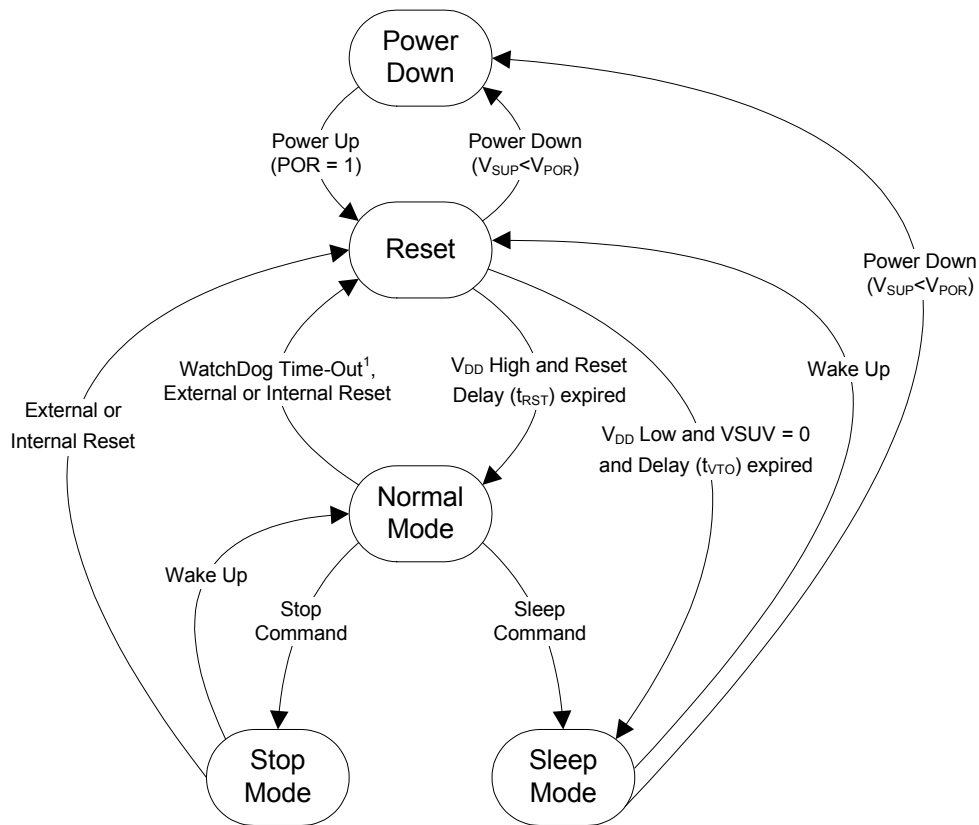 Power
Down
Power Up
(POR = 1)
Power Down
(VSUP<VPOR)
Reset
Power Down
(VSUP<VPOR)
WatchDog Time-Out1,
External or Internal Reset
VDD High and Reset
Delay (tRST) expired
Wake Up
External or
Internal Reset
VDD Low and VSUV = 0
and Delay (tVTO) expired
Normal
Mode
Wake Up
Stop
Command
Sleep
Command
Stop
Mode
Sleep
Mode